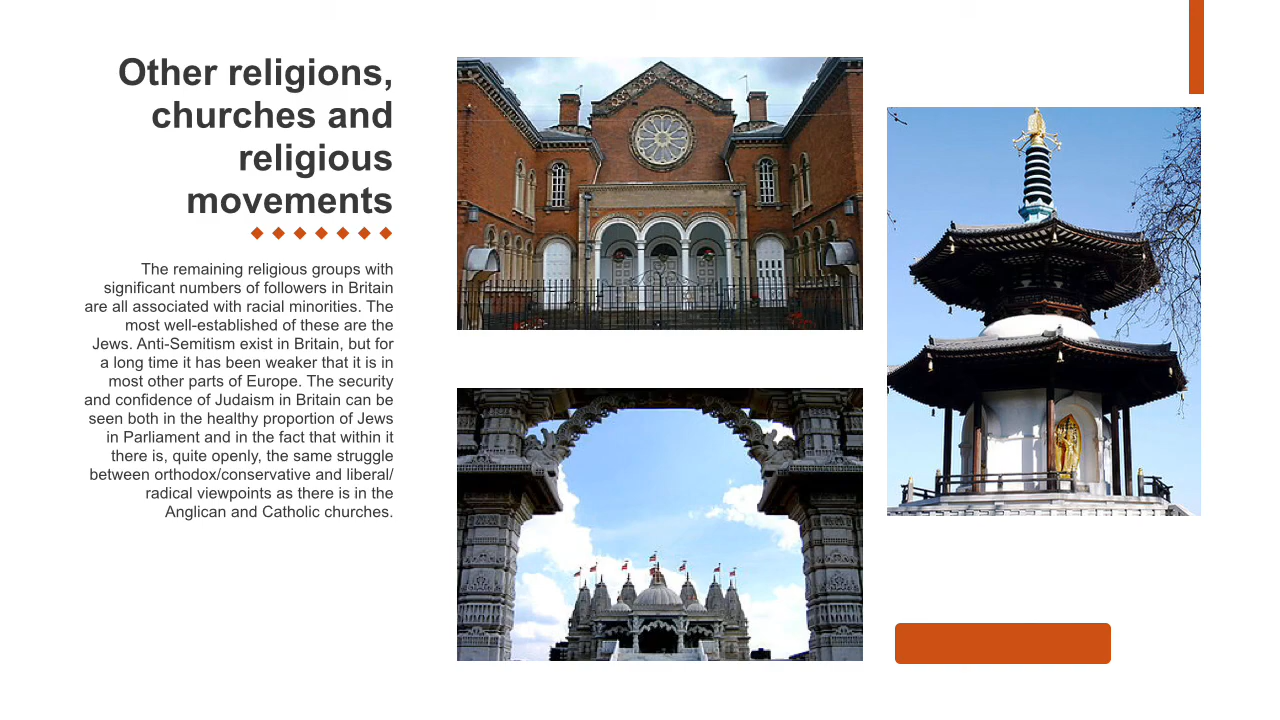 Other religions,
churches and
religious
movements
The remaining religious groups with
significant numbers of followers in Britain
are all associated with racial minorities. The
most well-established of these are the
Jews. Anti-Semitism exist in Britain, but for
a long time it has been weaker that it is in
most other parts of Europe. The security
and confidence of Judaism in Britain can be
seen both in the healthy proportion of Jews
in Parliament and in the fact that within it
there is, quite openly, the same struggle
between orthodox/conservative and liberal/
radical viewpoints as there is in the
Anglican and Catholic churches.